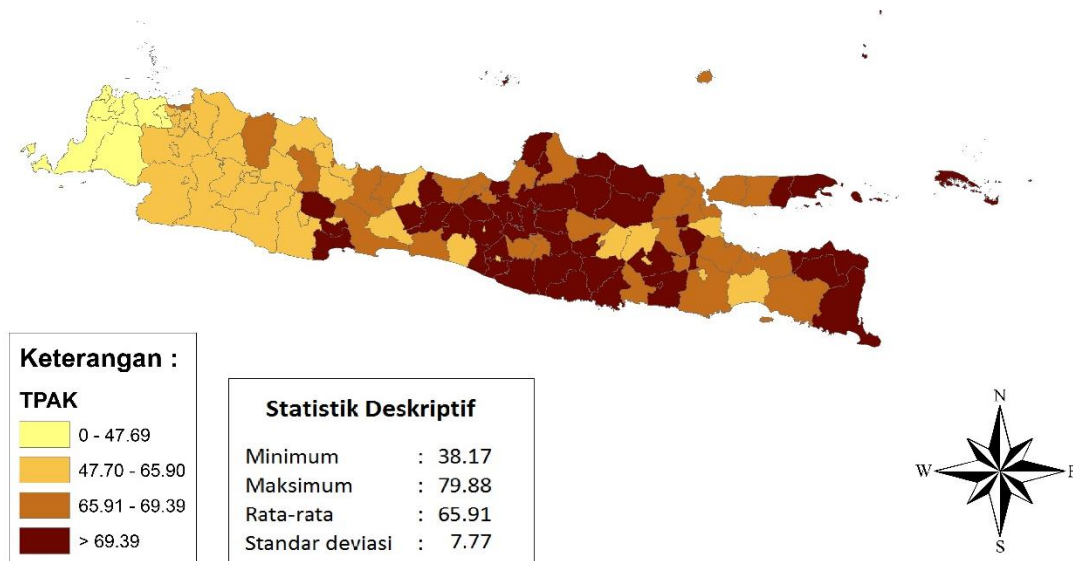 Keterangan :
TPAK
0 - 47.69
47.70 - 65.90
65.91 - 69.39
> 69.39
Statistik Deskriptif
Minimum : 38.17
Maksimum : 79.88
Rata-rata : 65.91
Standar deviasi : 7.77
N
W E
S